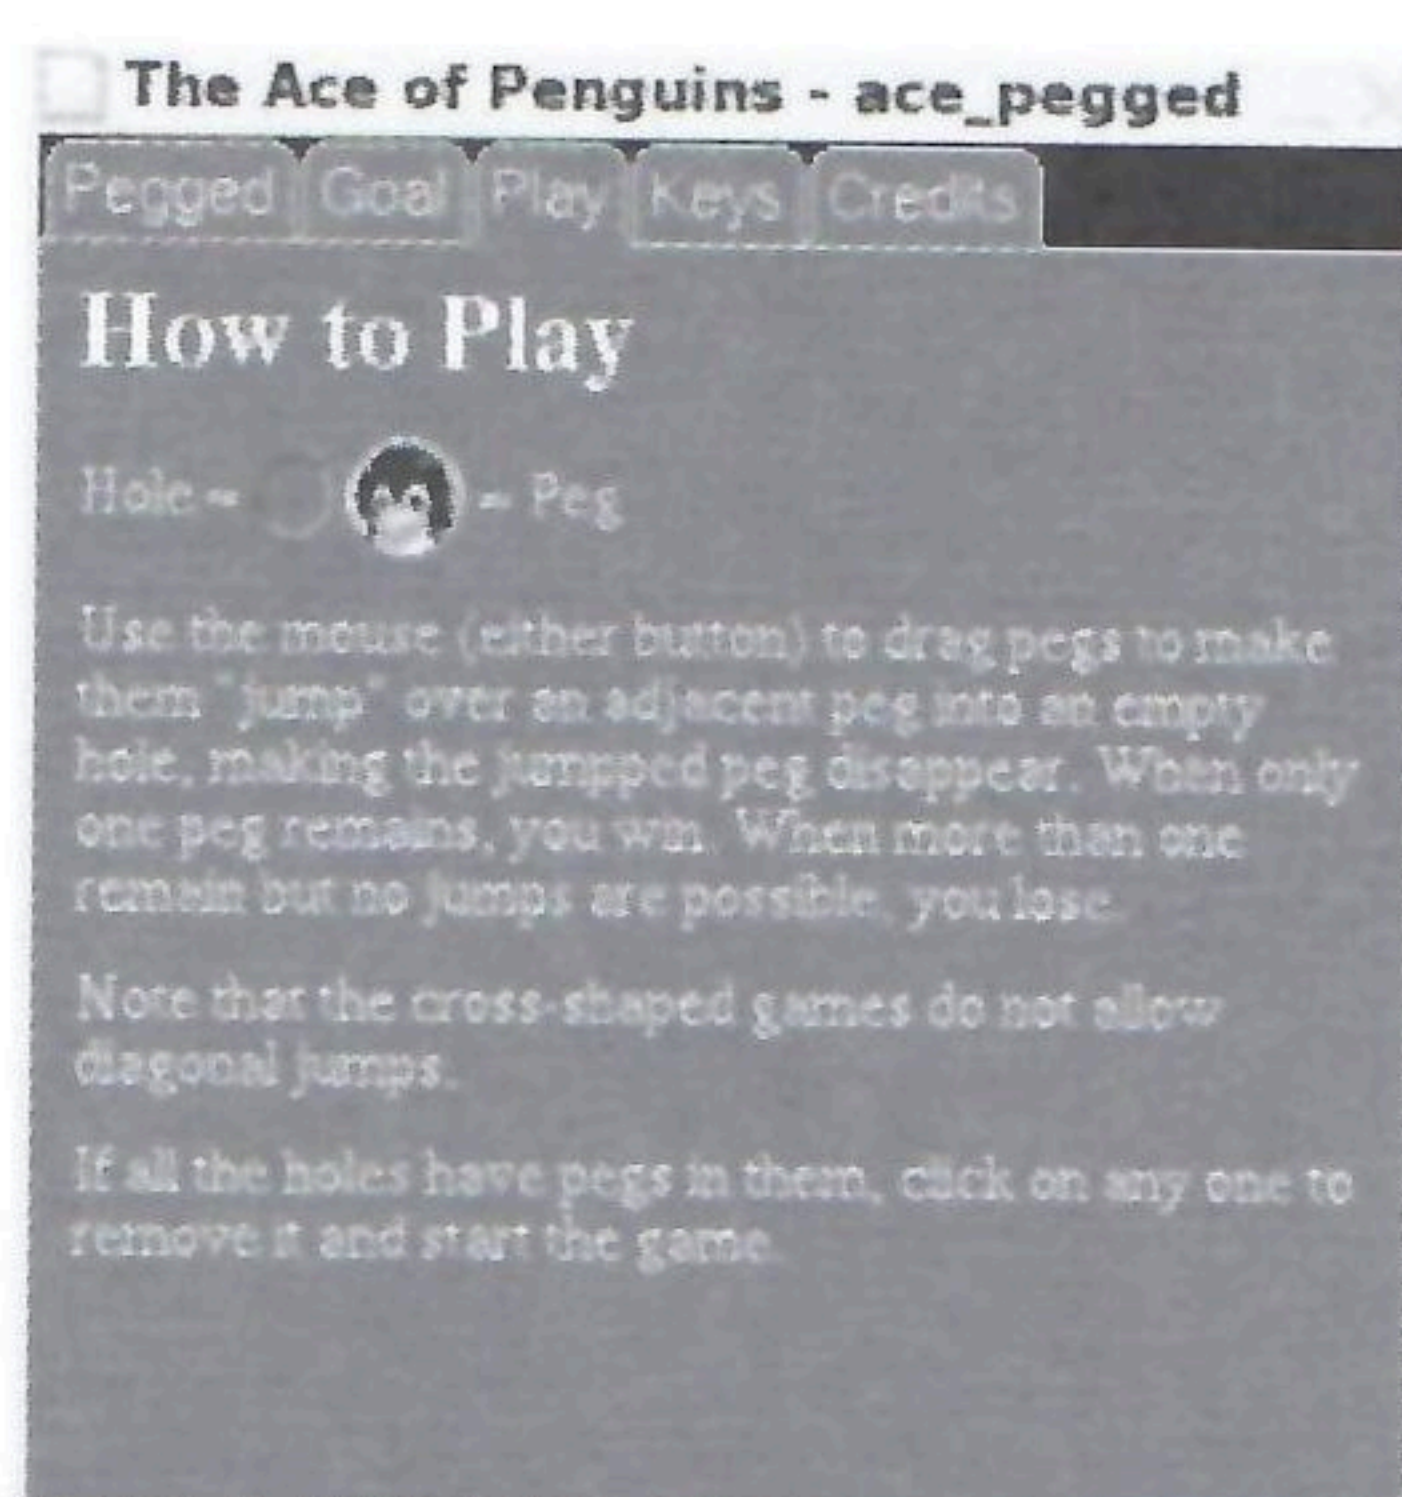 The Ace of Penguins - ace_pegged
Pegged Goal Play Keys Credits
How to Play
Hole = = Peg
Use the mouse (either button) to drag pegs to make
them "jump" over an adjacent peg into an empty
hole, making the jumpped peg disappear. When only
one peg remains, you win. When more than one
remain but no jumps are possible, you lose.
Note that the cross-shaped games do not allow
diagonal jumps.
If all the holes have pegs in them, click on any one to
remove it and start the game.